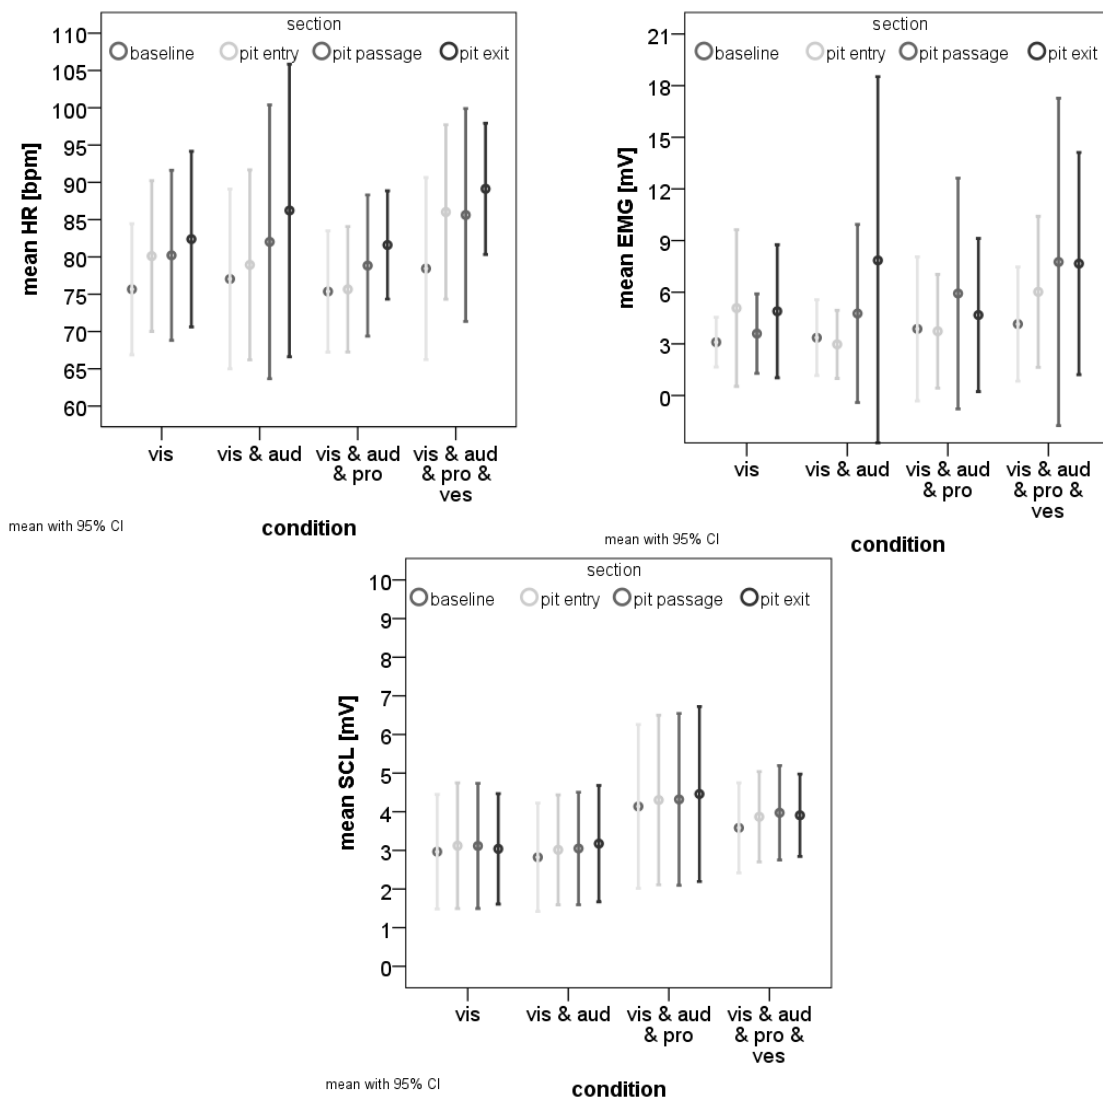 section
baseline pit entry pit passage pit exit
110
105
100
95
90
85
80
75
70
65
60
mean HR [bpm]
vis
vis & aud
vis & aud
& pro
vis & aud
& pro &
ves
mean with 95% CI
condition
section
baseline pit entry pit passage pit exit
21
18
15
12
9
6
3
0
mean EMG [mV]
vis
vis & aud
vis & aud
& pro
vis & aud
& pro &
ves
mean with 95% CI
condition
section
baseline pit entry pit passage pit exit
10
9
8
7
6
5
4
3
2
1
0
mean SCL [mV]
vis
vis & aud
vis & aud
& pro
vis & aud
& pro &
ves
mean with 95% CI
condition